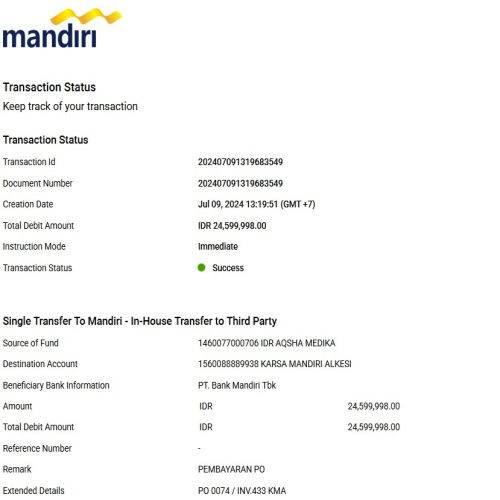 mandırı
Transaction Status
Keep track of your transaction
Transaction Status
Transaction Id 202407091319683549
Document Number 202407091319683549
Creation Date Jul 09, 2024 13:19:51 (GMT +7)
Total Debit Amount IDR 24,599,998.00
Instruction Mode Immediate
Transaction Status Success
Single Transfer To Mandiri - In-House Transfer to Third Party
Source of Fund 1460077000706 IDR AQSHA MEDIKA
Destination Account 1560088889938 KARSA MANDIRI ALKESI
Beneficiary Bank Information PT. Bank Mandiri Tbk
Amount IDR 24,599,998.00
Total Debit Amount IDR 24,599,998.00
Reference Number -
Remark PEMBAYARAN PO
Extended Details PO 0074 / INV.433 KMA